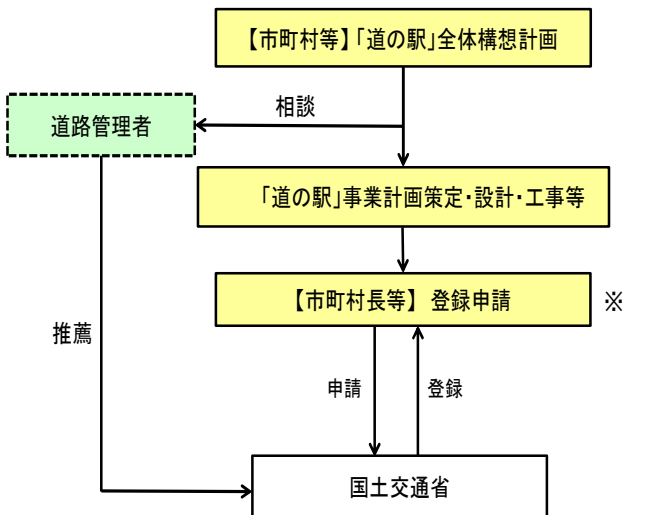 【市町村等】「道の駅」全体構想計画
相談
道路管理者
「道の駅」事業計画策定・設計・工事等
【市町村長等】 登録申請 ※
推薦
申請 登録
国土交通省